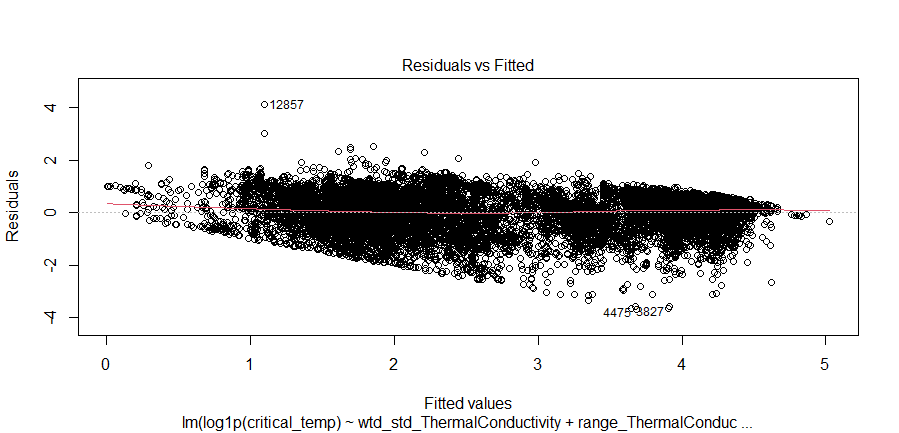 Residuals vs Fitted
Residuals
4
2
0
-2
-4
12857
4475 3827
0 1 2 3 4 5
Fitted values
lm(log1p(critical_temp) ~ wtd_std_ThermalConductivity + range_ThermalConduc ...